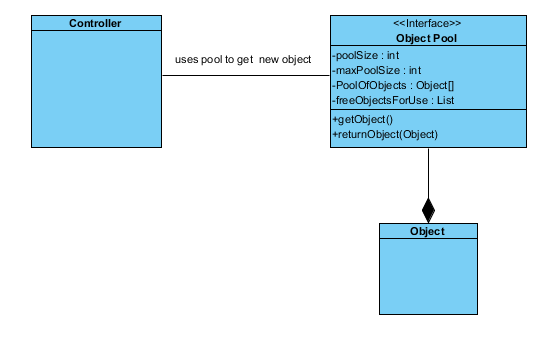 Controller
uses pool to get new object
<<Interface>>
Object Pool
-poolSize : int
-maxPoolSize : int
-PoolOfObjects : Object[]
-freeObjectsForUse : List
+getObject()
+returnObject(Object)
Object